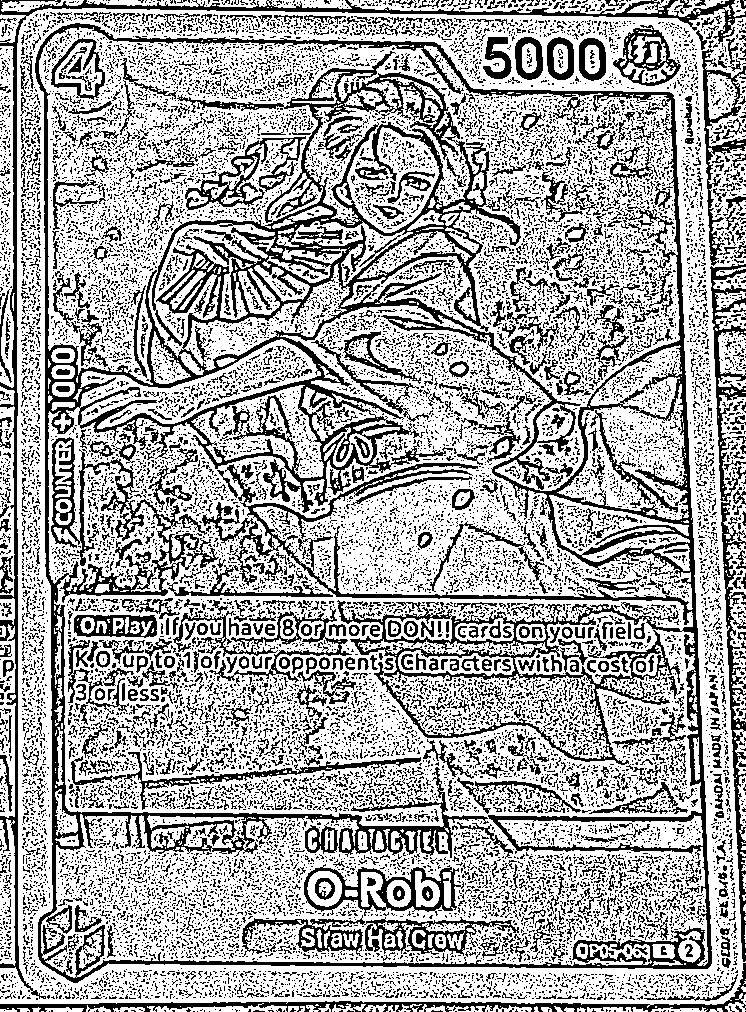 4
5000
打
COUNTER +1000
On Play If you have 8 or more DON!! cards on your field,
K.O. up to 1 of your opponent's Characters with a cost of
3 or less.
CHARACTER
O-Robi
Straw Hat Crew
BANDAI MADE IN JAPAN
2